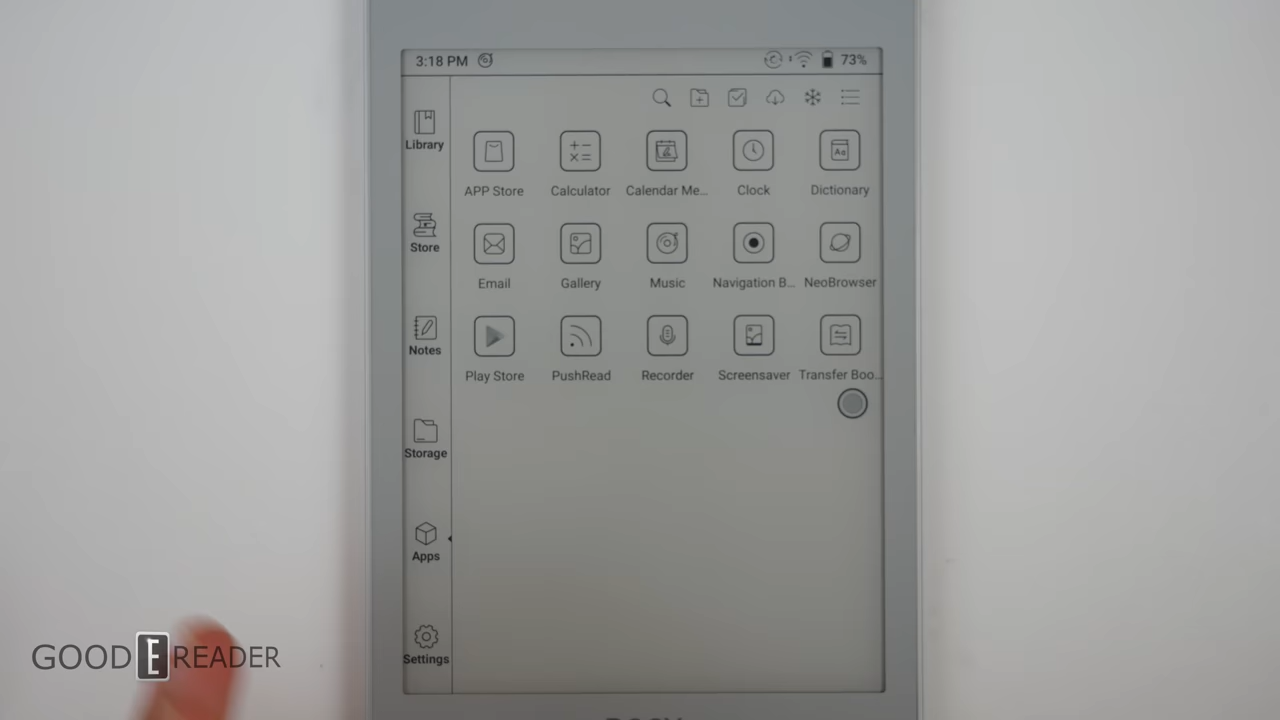 3:18 PM 73%
Library
Store
Notes
Storage
Apps
Settings
APP Store Calculator Calendar Me... Clock Dictionary
Email Gallery Music Navigation B... NeoBrowser
Play Store PushRead Recorder Screensaver Transfer Boo...
GOOD E READER